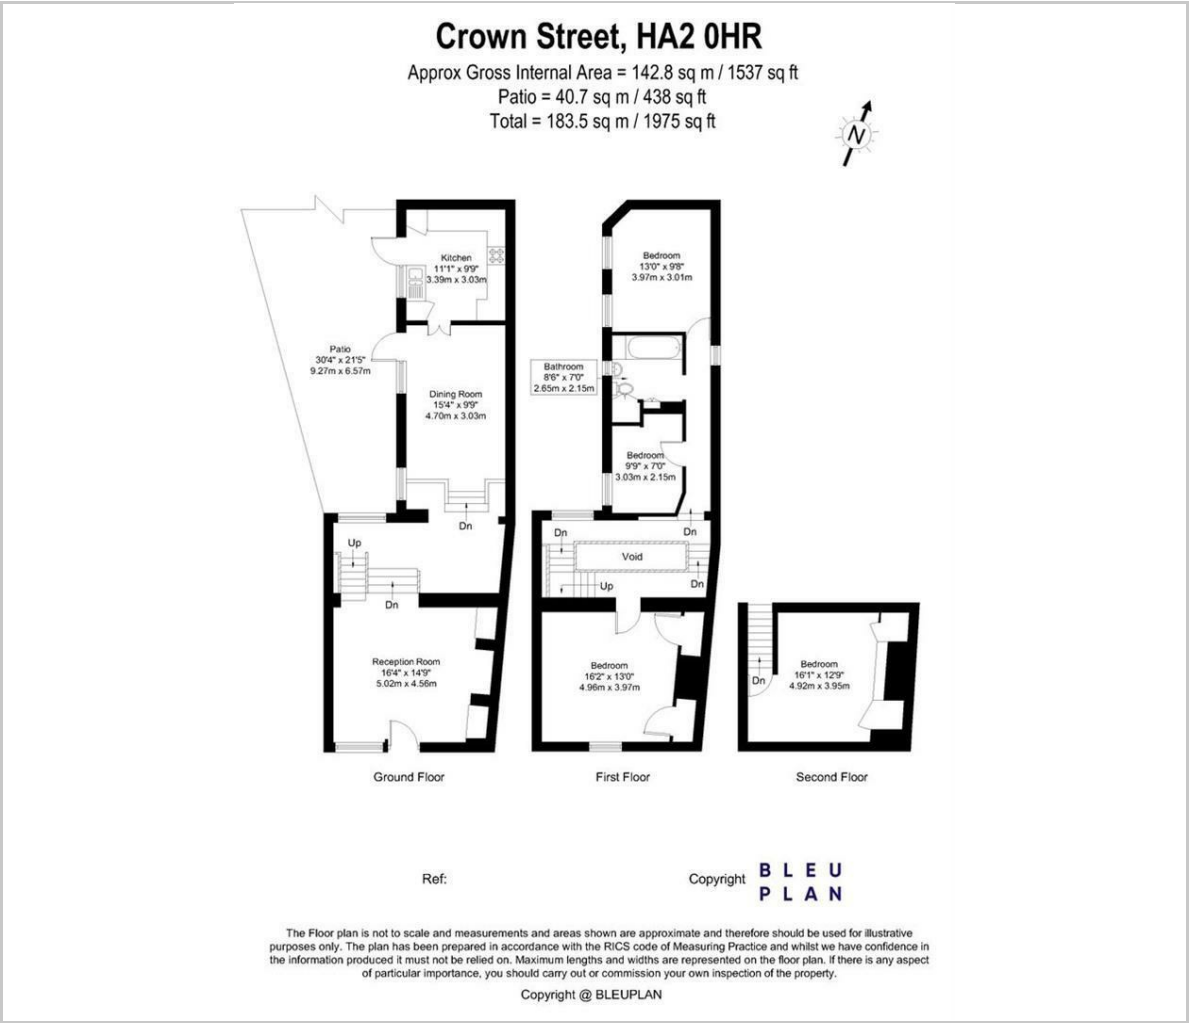 Crown Street, HA2 0HR
Approx Gross Internal Area = 142.8 sq m / 1537 sq ft
Patio = 40.7 sq m / 438 sq ft
Total = 183.5 sq m / 1975 sq ft
N
Kitchen
11'1" x 9'9"
3.39m x 3.03m
Patio
30'4" x 21'5"
9.27m x 6.57m
Dining Room
15'4" x 9'9"
4.70m x 3.03m
Dn
Up
Dn
Reception Room
16'4" x 14'9"
5.02m x 4.56m
Ground Floor
Bedroom
13'0" x 9'8"
3.97m x 3.01m
Bathroom
8'6" x 7'0"
2.65m x 2.15m
Bedroom
9'9" x 7'0"
3.03m x 2.15m
Dn
Dn
Void
Up
Dn
Bedroom
16'2" x 13'0"
4.96m x 3.97m
First Floor
Bedroom
16'1" x 12'9"
4.92m x 3.95m
Dn
Second Floor
Ref:
Copyright
BLEU
PLAN
The Floor plan is not to scale and measurements and areas shown are approximate and therefore should be used for illustrative
purposes only. The plan has been prepared in accordance with the RICS code of Measuring Practice and whilst we have confidence in
the information produced it must not be relied on. Maximum lengths and widths are represented on the floor plan. If there is any aspect
of particular importance, you should carry out or commission your own inspection of the property.
Copyright @ BLEUPLAN